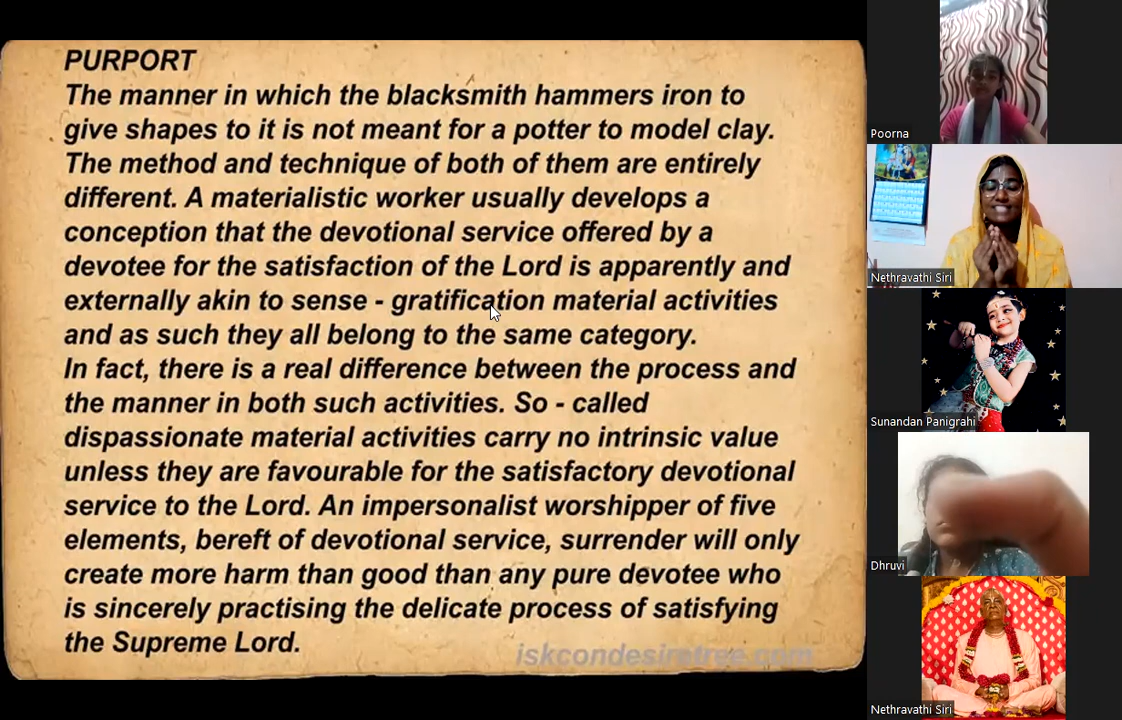 PURPORT
The manner in which the blacksmith hammers iron to
give shapes to it is not meant for a potter to model clay.
The method and technique of both of them are entirely
different. A materialistic worker usually develops a
conception that the devotional service offered by a
devotee for the satisfaction of the Lord is apparently and
externally akin to sense - gratification material activities
and as such they all belong to the same category.
In fact, there is a real difference between the process and
the manner in both such activities. So - called
dispassionate material activities carry no intrinsic value
unless they are favourable for the satisfactory devotional
service to the Lord. An impersonalist worshipper of five
elements, bereft of devotional service, surrender will only
create more harm than good than any pure devotee who
is sincerely practising the delicate process of satisfying
the Supreme Lord.
iskcondesiretree.com
Poorna
Nethravathi Siri
Sunandan Panigrahi
Dhruvi
Nethravathi Siri